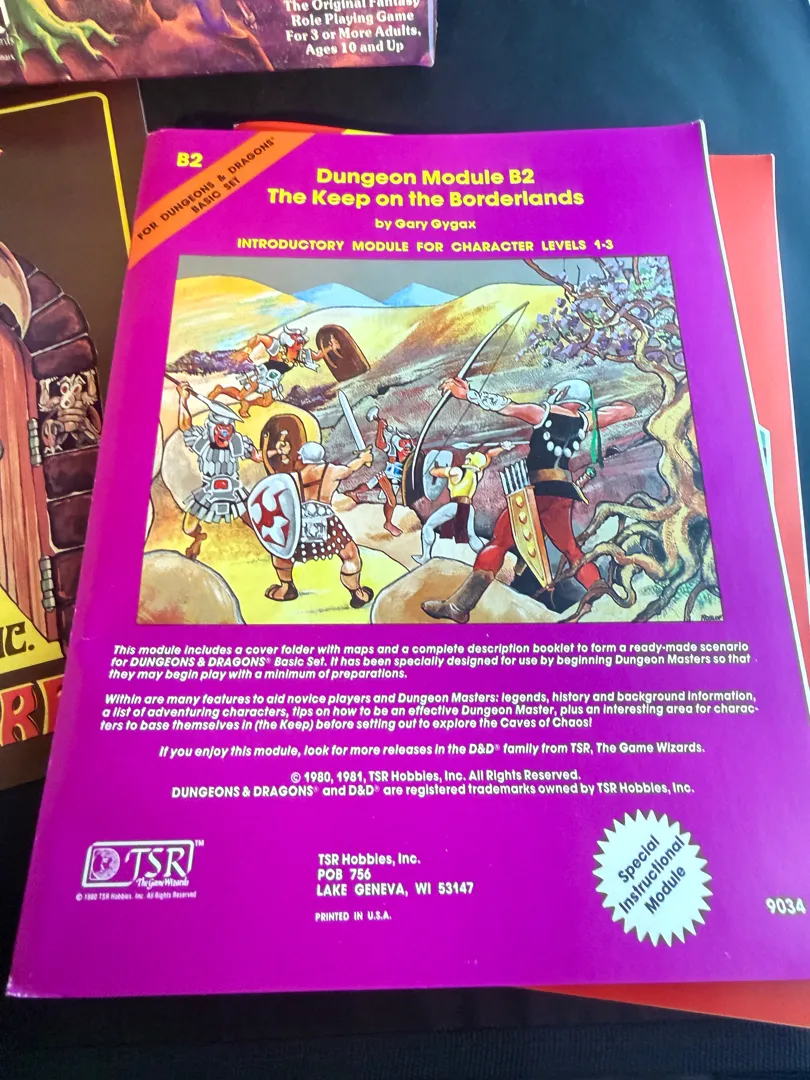 The Original Fantasy
Role Playing Game
For 3 or More Adults,
Ages 10 and Up
B2
FOR DUNGEONS & DRAGONS®
BASIC SET
Dungeon Module B2
The Keep on the Borderlands
by Gary Gygax
INTRODUCTORY MODULE FOR CHARACTER LEVELS 1-3
This module includes a cover folder with maps and a complete description booklet to form a ready-made scenario
for DUNGEONS & DRAGONS® Basic Set. It has been specially designed for use by beginning Dungeon Masters so that
they may begin play with a minimum of preparations.
Within are many features to aid novice players and Dungeon Masters: legends, history and background information,
a list of adventuring characters, tips on how to be an effective Dungeon Master, plus an interesting area for charac-
ters to base themselves in (the Keep) before setting out to explore the Caves of Chaos!
If you enjoy this module, look for more releases in the D&D® family from TSR, The Game Wizards.
© 1980, 1981, TSR Hobbies, Inc. All Rights Reserved.
DUNGEONS & DRAGONS® and D&D® are registered trademarks owned by TSR Hobbies, Inc.
TSR™
The Game Wizards
© 1980 TSR Hobbies, Inc. All Rights Reserved
TSR Hobbies, Inc.
POB 756
LAKE GENEVA, WI 53147
PRINTED IN U.S.A.
Special
Instructional
Module
9034